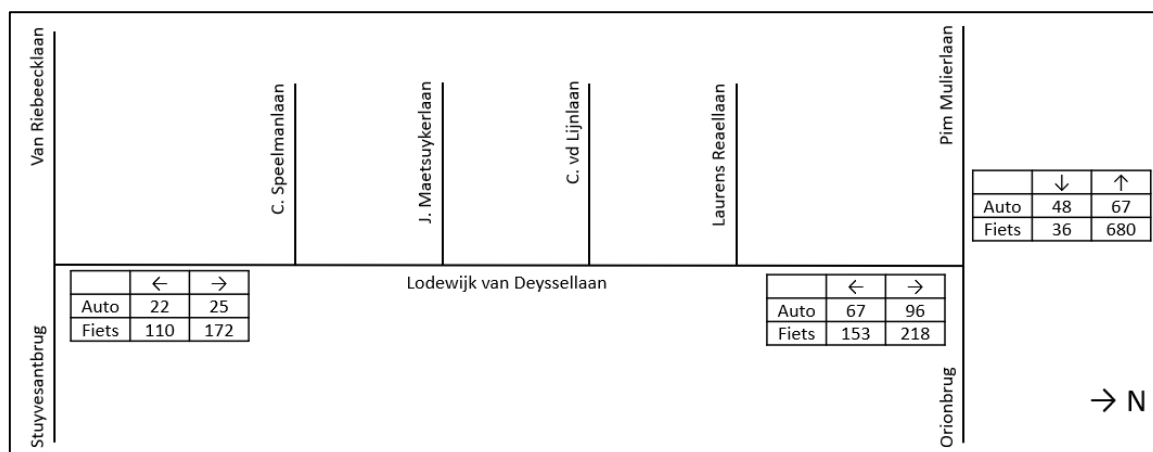 Van Riebeecklaan
C. Speelmanlaan
J. Maetsuykerlaan
C. vd Lijnlaan
Laurens Reaellaan
Pim Mulierlaan
↓ ↑
Auto 48 67
Fiets 36 680
Lodewijk van Deyssellaan
← →
Auto 22 25
Fiets 110 172
← →
Auto 67 96
Fiets 153 218
Stuyvesantbrug
Orionbrug
→ N